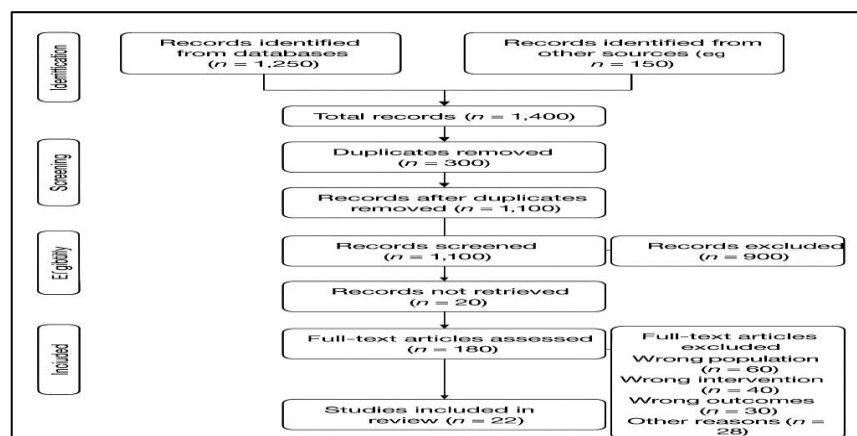 Identification
Records identified
from databases
(n = 1,250)
Records identified from
other sources (eg
n = 150)
Total records (n = 1,400)
Screening
Duplicates removed
(n = 300)
Records after duplicates
removed (n = 1,100)
Eligibility
Records screened
(n = 1,100)
Records excluded
(n = 900)
Records not retrieved
(n = 20)
Included
Full-text articles assessed
(n = 180)
Full-text articles
excluded
Wrong population
(n = 60)
Wrong intervention
(n = 40)
Wrong outcomes
(n = 30)
Other reasons (n =
28)
Studies included in
review (n = 22)